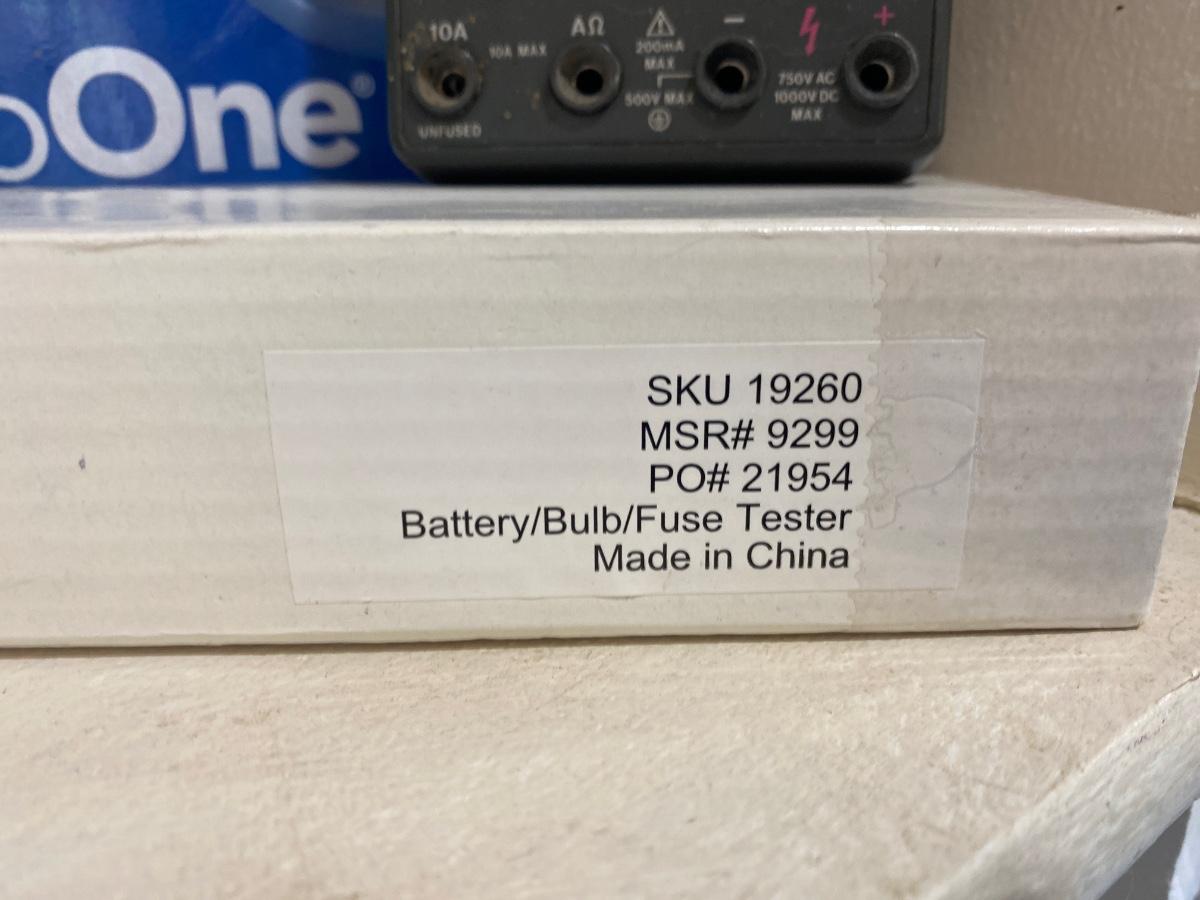 One®
10A
10A MAX
UNFUSED
AΩ
200mA
MAX
500V MAX
−
750V AC
1000V DC
MAX
+
SKU 19260
MSR# 9299
PO# 21954
Battery/Bulb/Fuse Tester
Made in China